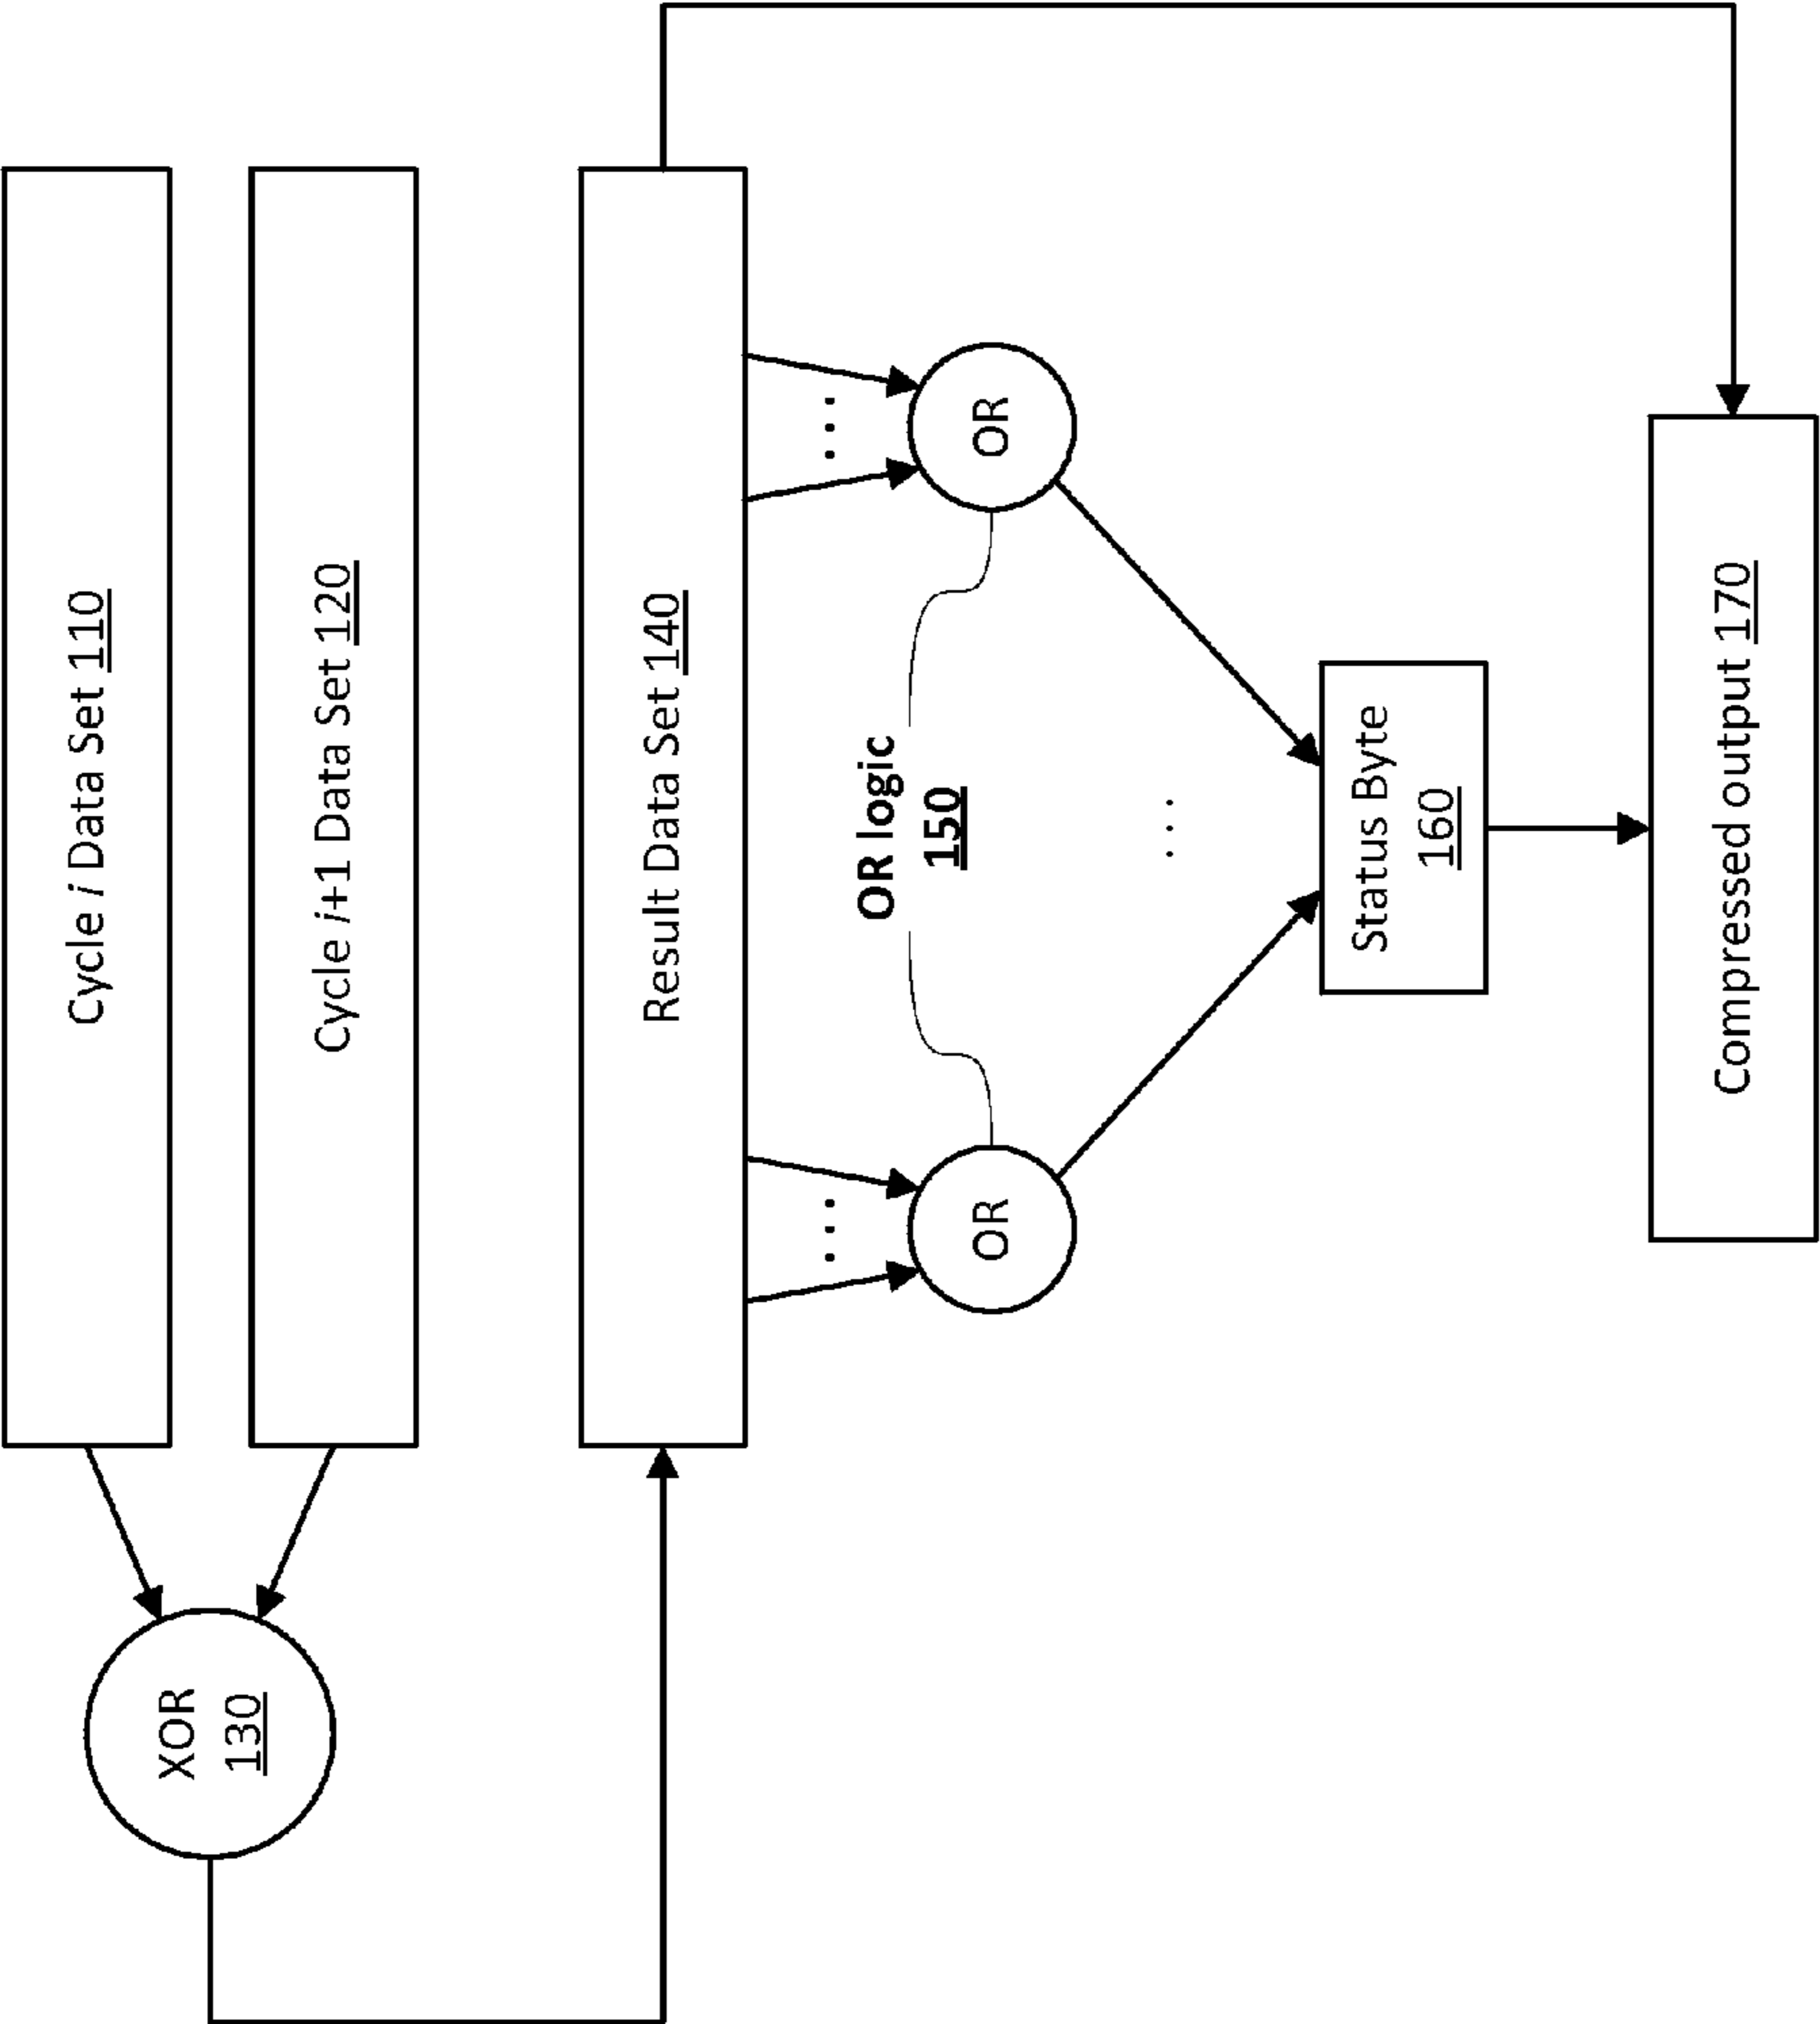 Cycle i Data Set 110
Cycle i+1 Data Set 120
XOR
130
Result Data Set 140
OR logic
150
OR
OR
...
...
...
Status Byte
160
Compressed output 170